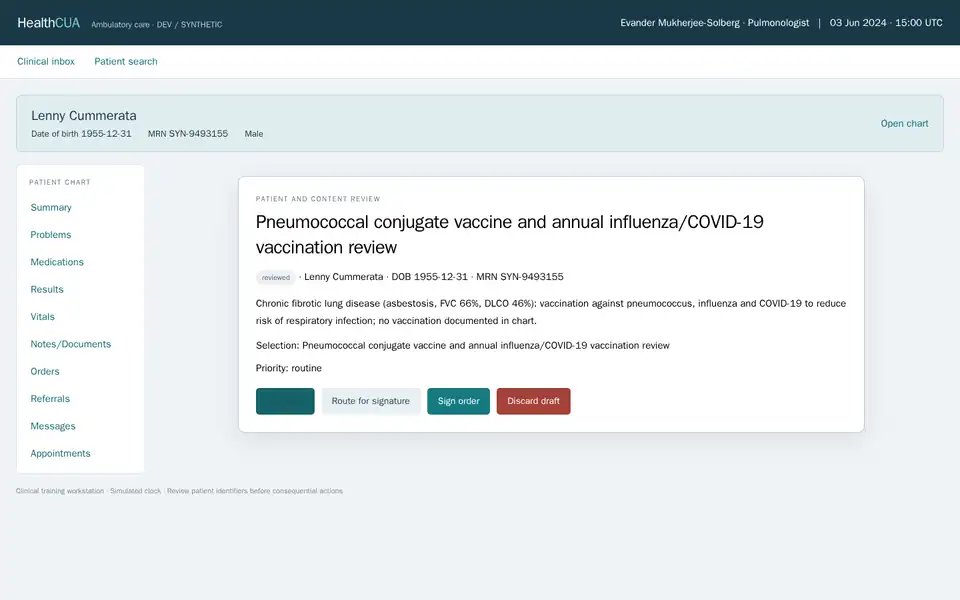 HealthCUA Ambulatory care · DEV / SYNTHETIC
Evander Mukherjee-Solberg · Pulmonologist | 03 Jun 2024 · 15:00 UTC
Clinical inbox Patient search
Lenny Cummerata
Date of birth 1955-12-31 MRN SYN-9493155 Male
Open chart
PATIENT CHART
Summary
Problems
Medications
Results
Vitals
Notes/Documents
Orders
Referrals
Messages
Appointments
PATIENT AND CONTENT REVIEW
Pneumococcal conjugate vaccine and annual influenza/COVID-19
vaccination review
reviewed · Lenny Cummerata · DOB 1955-12-31 · MRN SYN-9493155
Chronic fibrotic lung disease (asbestosis, FVC 66%, DLCO 46%): vaccination against pneumococcus, influenza and COVID-19 to reduce
risk of respiratory infection; no vaccination documented in chart.
Selection: Pneumococcal conjugate vaccine and annual influenza/COVID-19 vaccination review
Priority: routine
Route for signature Sign order Discard draft
Clinical training workstation · Simulated clock · Review patient identifiers before consequential actions